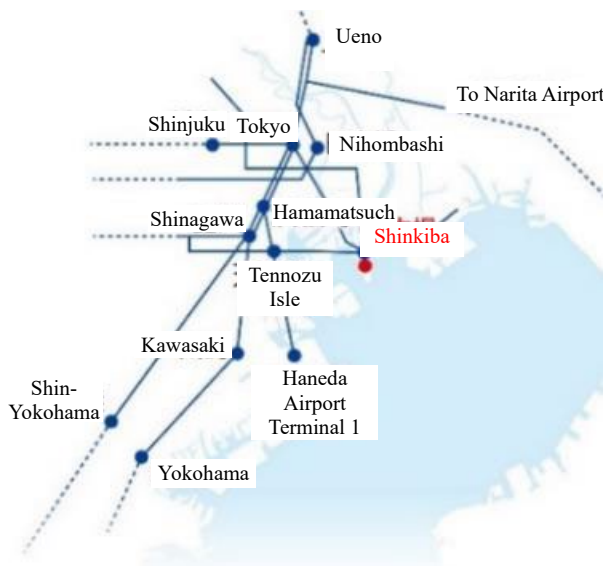 Ueno
To Narita Airport
Shinjuku
Tokyo
Nihombashi
Hamamatsuch
Shinagawa
Shinkiba
Tennozu
Isle
Kawasaki
Haneda
Airport
Terminal 1
Shin-
Yokohama
Yokohama